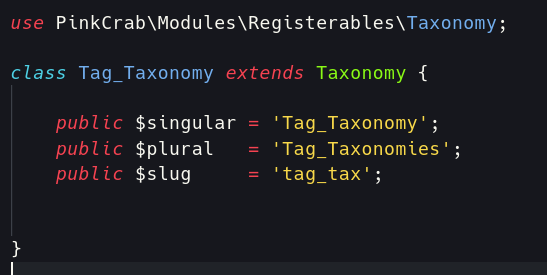 use PinkCrab\Modules\Registerables\Taxonomy;
class Tag_Taxonomy extends Taxonomy {
public $singular = 'Tag_Taxonomy';
public $plural = 'Tag_Taxonomies';
public $slug = 'tag_tax';
}